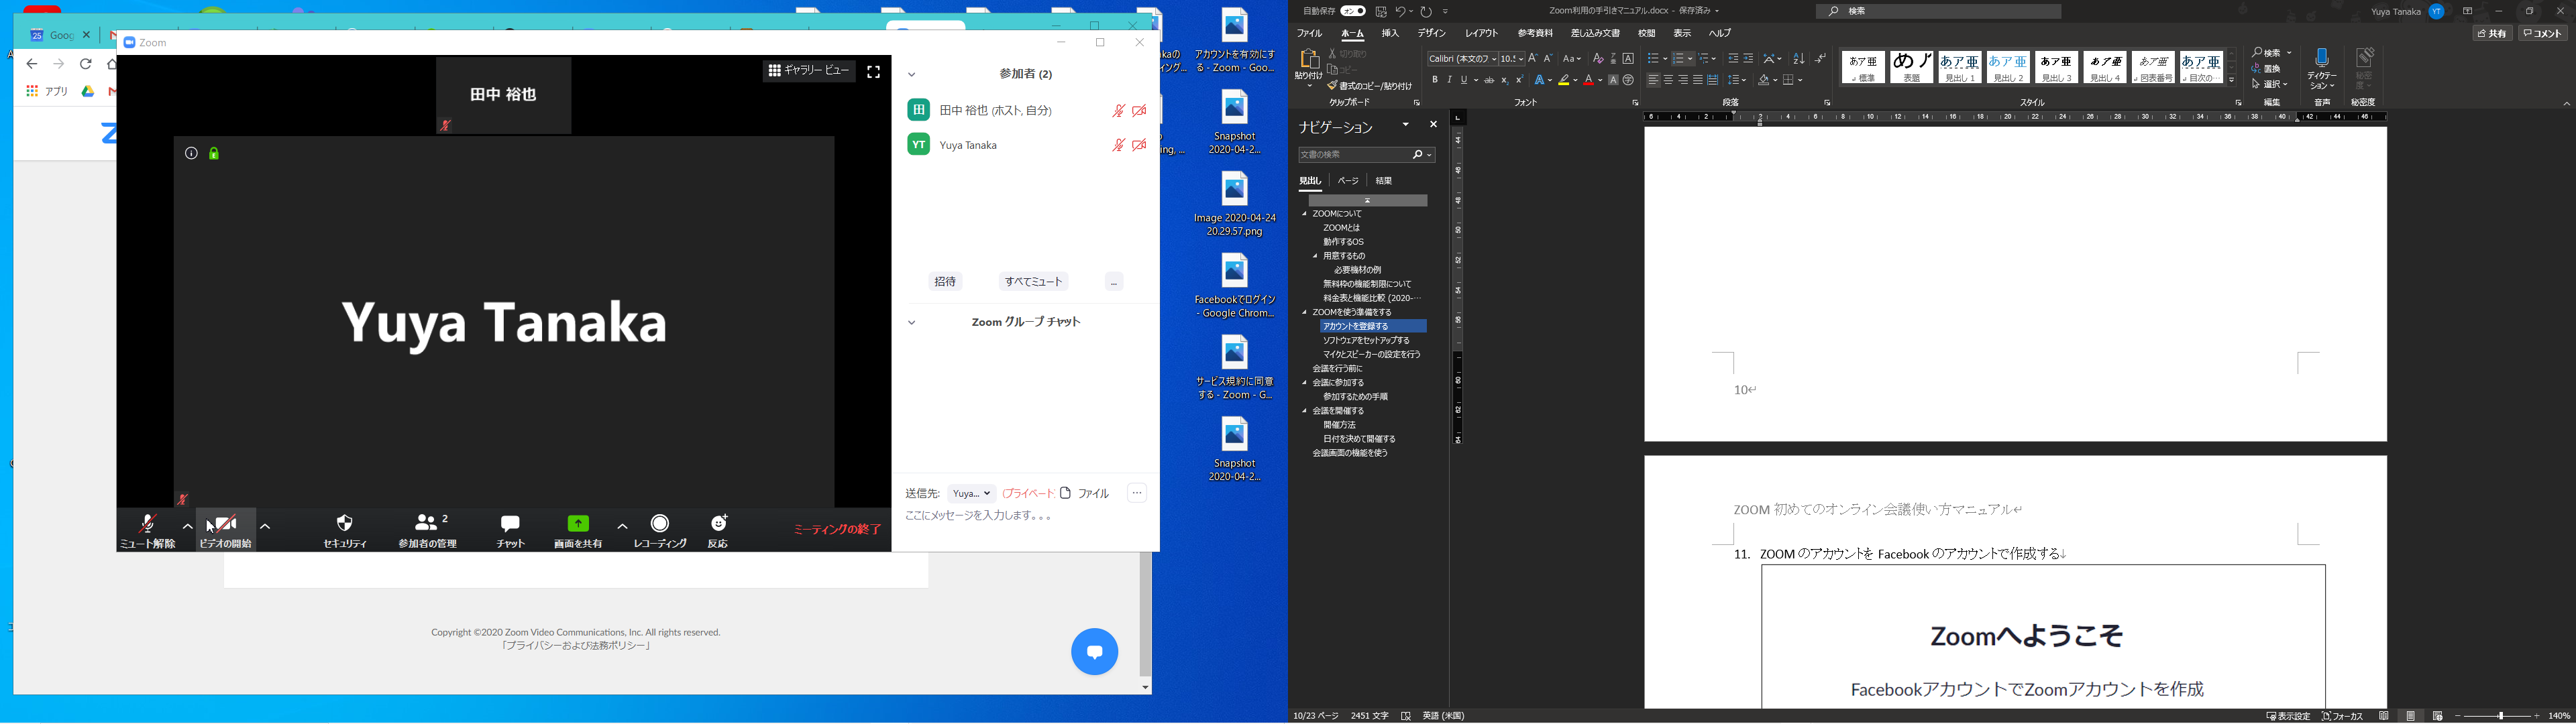 Goog
アプリ
Zoom
田中 裕也
ギャラリー ビュー
Yuya Tanaka
ミュート解除
ビデオの開始
セキュリティ
2
参加者の管理
チャット
画面を共有
レコーディング
反応
ミーティングの終了
参加者 (2)
田
田中 裕也 (ホスト, 自分)
YT
Yuya Tanaka
招待
すべてミュート
...
Zoom グループ チャット
送信先:
Yuya...
(プライベート)
ファイル
ここにメッセージを入力します。。。
Copyright ©2020 Zoom Video Communications, Inc. All rights reserved.
「プライバシーおよび法務ポリシー」
アカウントを有効にす
る - Zoom - Goo...
Snapshot
2020-04-2...
Image 2020-04-24
20.29.57.png
Facebookでログイン
- Google Chrom...
サービス規約に同意
する - Zoom - G...
Snapshot
2020-04-2...
自動保存
オン
Zoom利用の手引きマニュアル.docx - 保存済み
検索
Yuya Tanaka
YT
ファイル
ホーム
挿入
デザイン
レイアウト
参考資料
差し込み文書
校閲
表示
ヘルプ
共有
コメント
貼り付け
切り取り
コピー
書式のコピー/貼り付け
クリップボード
Calibri (本文のフ
10.5
フォント
段落
あア亜
標準
あア亜
見出し 1
あア亜
見出し 2
あア亜
見出し 3
あア亜
見出し 4
あア亜
図表番号
あア亜
目次の...
表題
スタイル
検索
置換
選択
編集
ディクテー
ション
音声
秘密
度
秘密度
ナビゲーション
文書の検索
見出し
ページ
結果
ZOOMについて
ZOOMとは
動作するOS
用意するもの
必要機材の例
無料枠の機能制限について
料金表と機能比較 (2020-...
ZOOMを使う準備をする
アカウントを登録する
ソフトウェアをセットアップする
マイクとスピーカーの設定を行う
会議を行う前に
会議に参加する
参加するための手順
会議を開催する
開催方法
日付を決めて開催する
会議画面の機能を使う
10
ZOOM 初めてのオンライン会議使い方マニュアル
11. ZOOM のアカウントを Facebook のアカウントで作成する
Zoomへようこそ
FacebookアカウントでZoomアカウントを作成
10/23 ページ
2451 文字
英語 (米国)
表示設定
フォーカス
140%